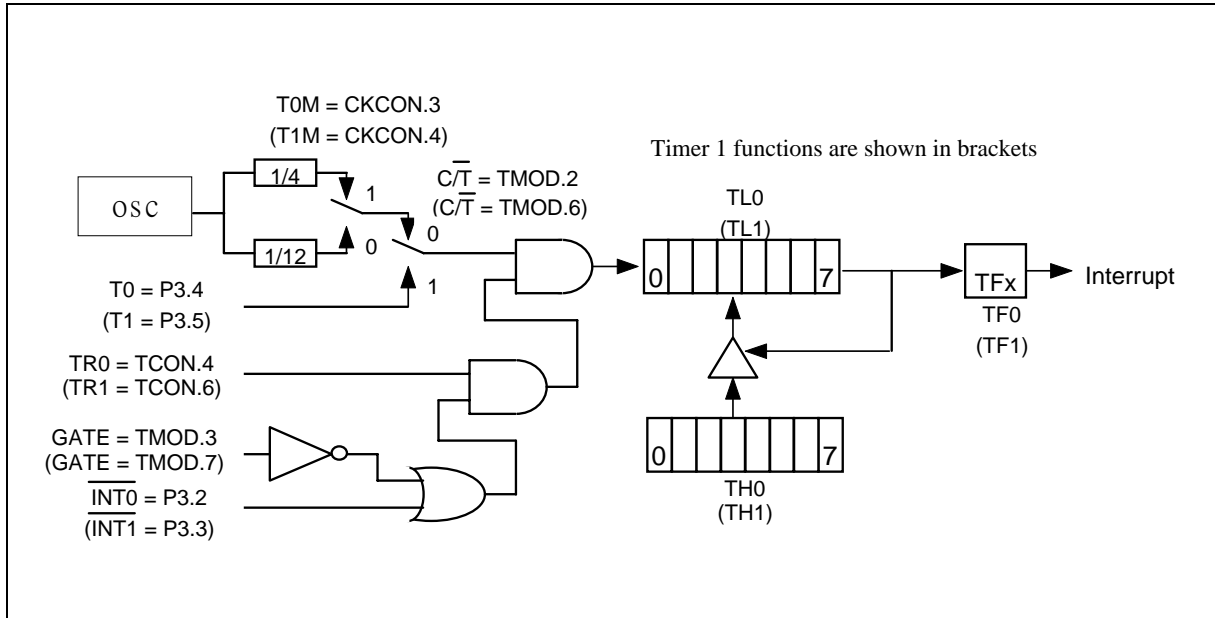 T0M = CKCON.3
(T1M = CKCON.4)
Timer 1 functions are shown in brackets
1/4
1
C/T̅ = TMOD.2
(C/T̅ = TMOD.6)
OSC
TL0
(TL1)
0
0
1/12
0
7
TFx
Interrupt
T0 = P3.4
(T1 = P3.5)
1
TF0
(TF1)
TR0 = TCON.4
(TR1 = TCON.6)
GATE = TMOD.3
(GATE = TMOD.7)
0
7
I̅N̅T̅0̅ = P3.2
(I̅N̅T̅1̅ = P3.3)
TH0
(TH1)